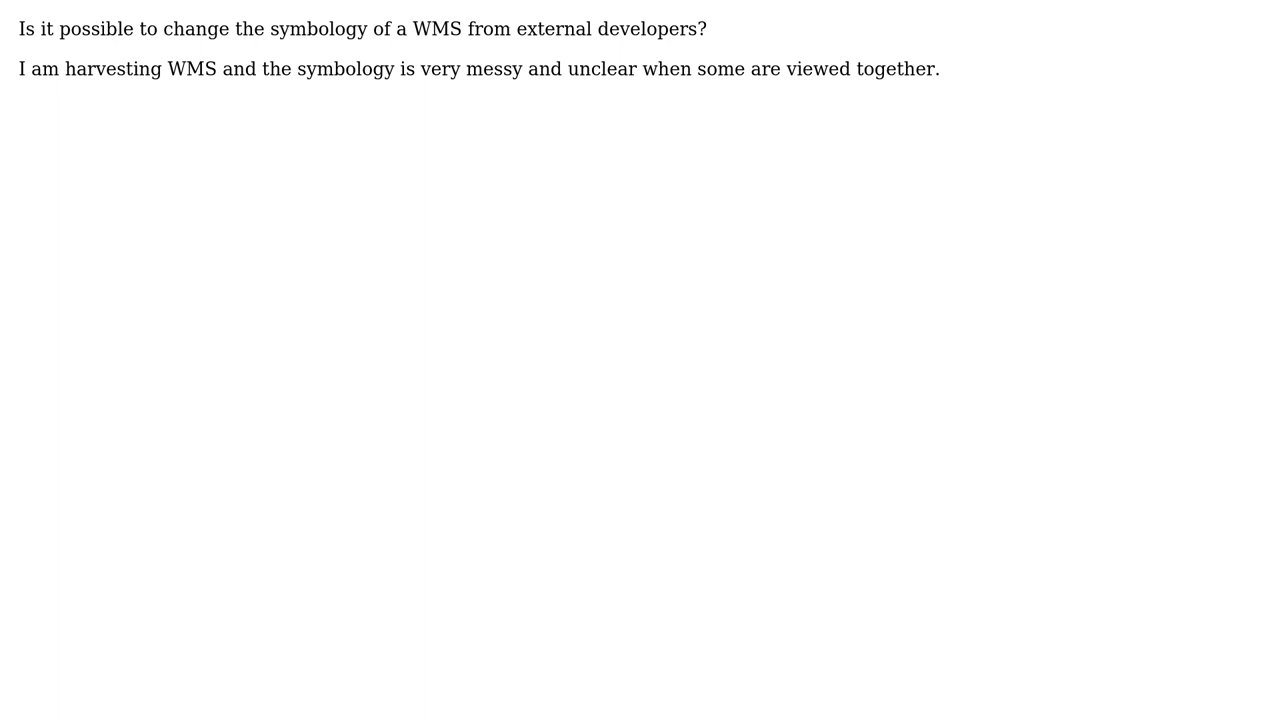 Is it possible to change the symbology of a WMS from external developers?
I am harvesting WMS and the symbology is very messy and unclear when some are viewed together.